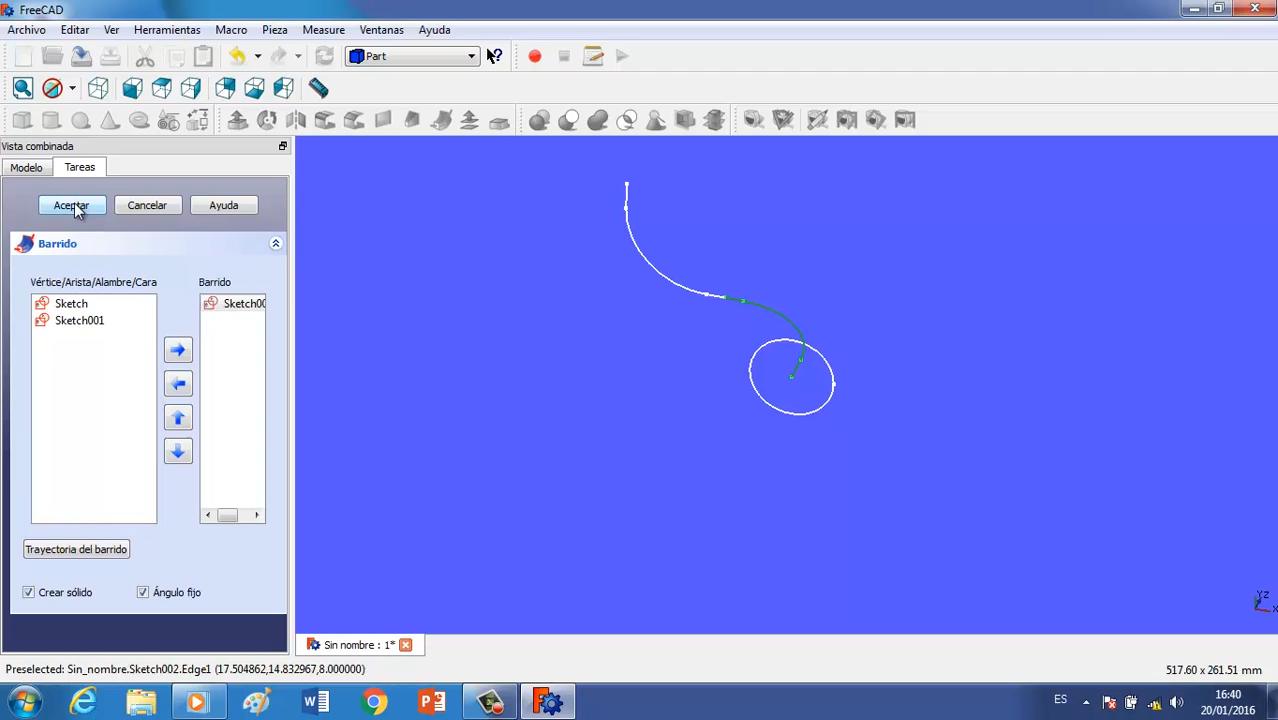 FreeCAD
Archivo Editar Ver Herramientas Macro Pieza Measure Ventanas Ayuda
Part
Vista combinada
Modelo Tareas
Aceptar Cancelar Ayuda
Barrido
Vértice/Arista/Alambre/Cara Barrido
Sketch Sketch00
Sketch001
Trayectoria del barrido
Crear sólido Ángulo fijo
YZ
X
Sin nombre : 1*
Preselected: Sin_nombre.Sketch002.Edge1 (17.504862,14.832967,8.000000) 517.60 x 261.51 mm
ES 16:40
20/01/2016